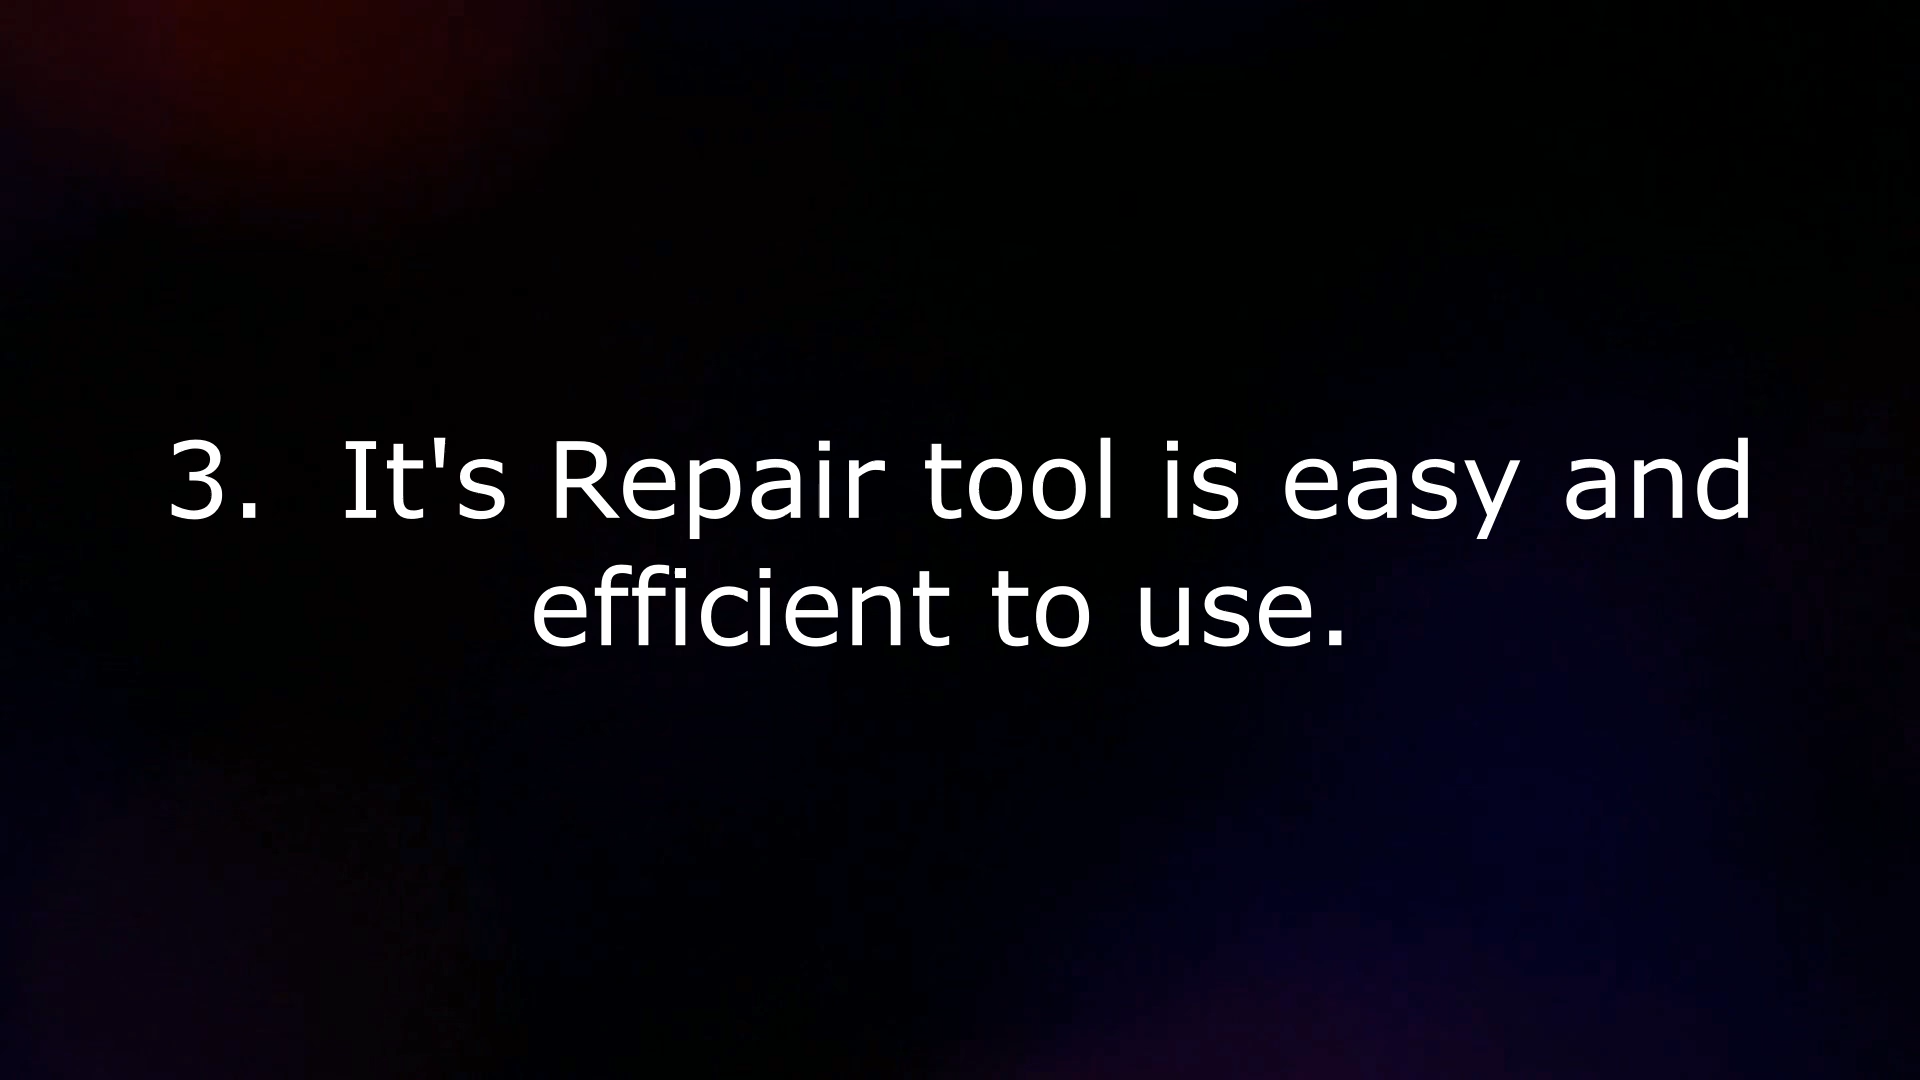 3.  It's Repair tool is easy and
efficient to use.